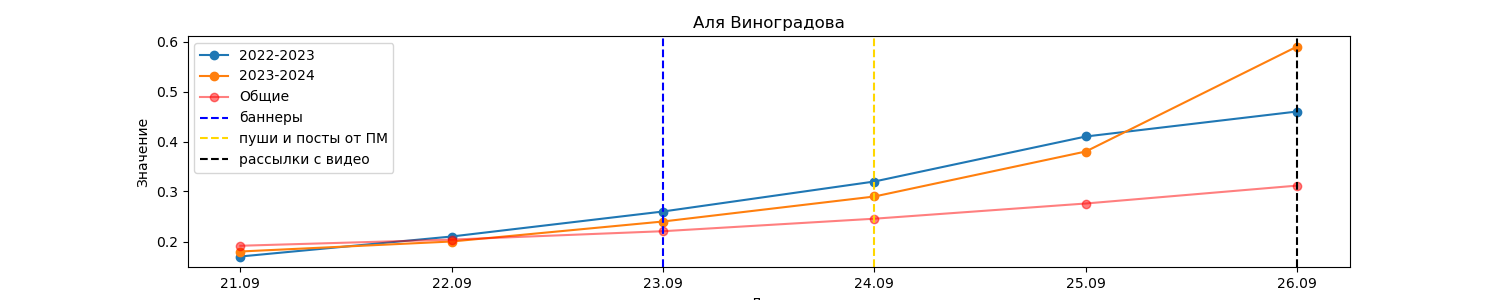 Аля Виноградова
0.6
0.5
0.4
0.3
0.2
Значение
2022-2023
2023-2024
Общие
баннеры
пуши и посты от ПМ
рассылки с видео
21.09 22.09 23.09 24.09 25.09 26.09